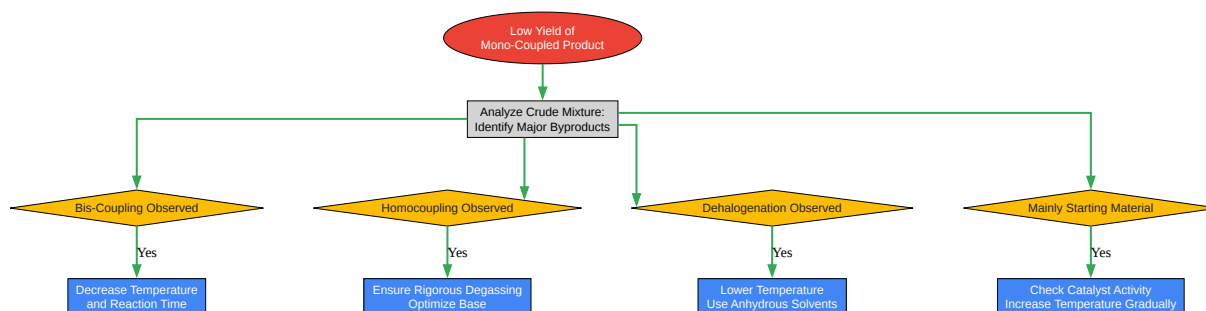 Low Yield of
Mono-Coupled Product
Analyze Crude Mixture:
Identify Major Byproducts
Bis-Coupling Observed
Homocoupling Observed
Dehalogenation Observed
Mainly Starting Material
Yes
Yes
Yes
Yes
Decrease Temperature
and Reaction Time
Ensure Rigorous Degassing
Optimize Base
Lower Temperature
Use Anhydrous Solvents
Check Catalyst Activity
Increase Temperature Gradually